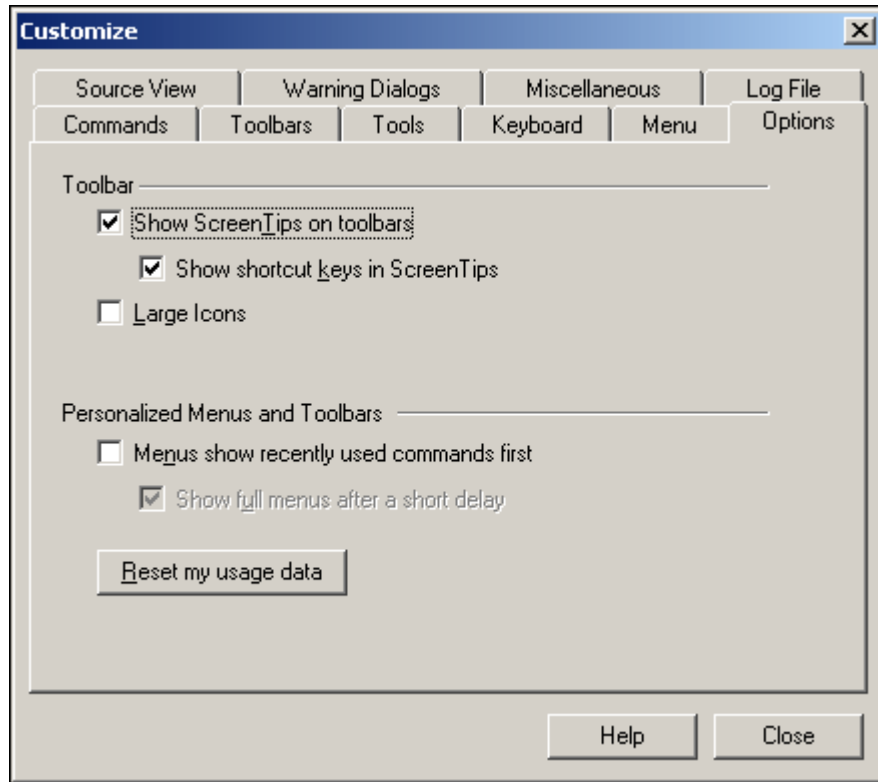 Customize
Source View Warning Dialogs Miscellaneous Log File
Commands Toolbars Tools Keyboard Menu Options
Toolbar
Show ScreenTips on toolbars
Show shortcut keys in ScreenTips
Large Icons
Personalized Menus and Toolbars
Menus show recently used commands first
Show full menus after a short delay
Reset my usage data
Help Close